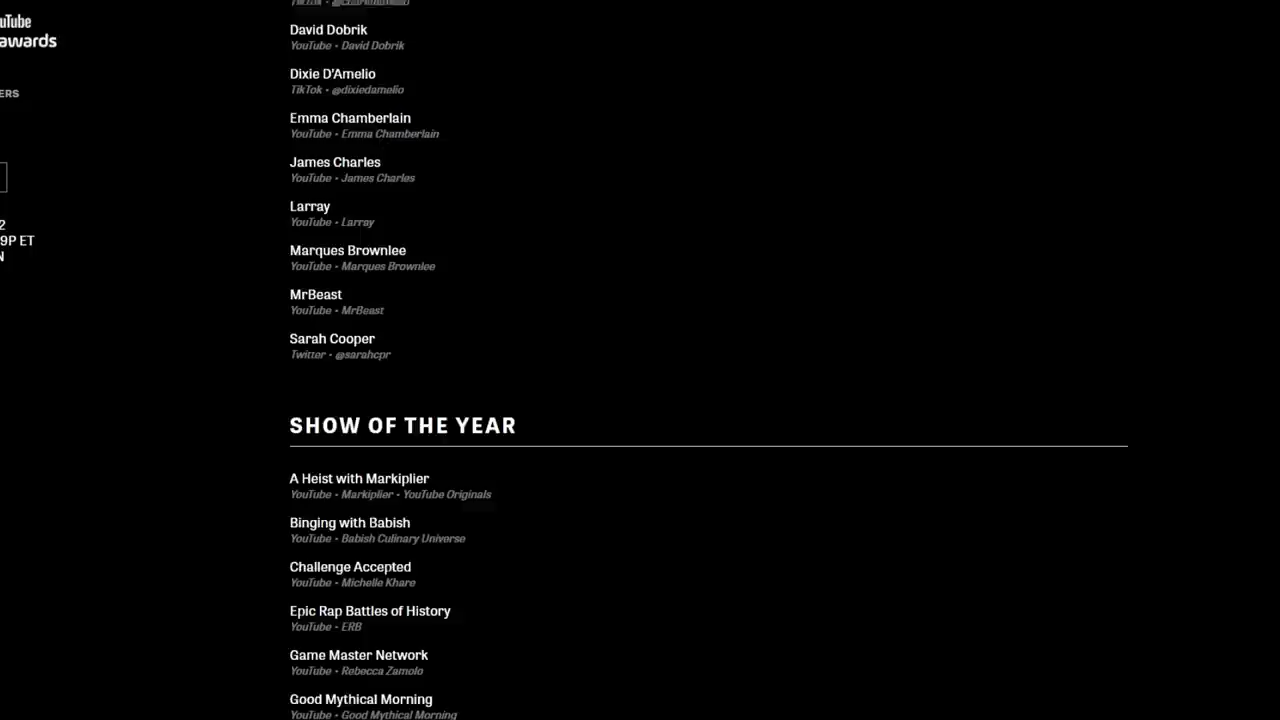 uTube
awards
ERS
2
9P ET
N
TikTok •
David Dobrik
YouTube • David Dobrik
Dixie D'Amelio
TikTok • @dixiedamelio
Emma Chamberlain
YouTube • Emma Chamberlain
James Charles
YouTube • James Charles
Larray
YouTube • Larray
Marques Brownlee
YouTube • Marques Brownlee
MrBeast
YouTube • MrBeast
Sarah Cooper
Twitter • @sarahcpr
SHOW OF THE YEAR
A Heist with Markiplier
YouTube • Markiplier • YouTube Originals
Binging with Babish
YouTube • Babish Culinary Universe
Challenge Accepted
YouTube • Michelle Khare
Epic Rap Battles of History
YouTube • ERB
Game Master Network
YouTube • Rebecca Zamolo
Good Mythical Morning
YouTube • Good Mythical Morning